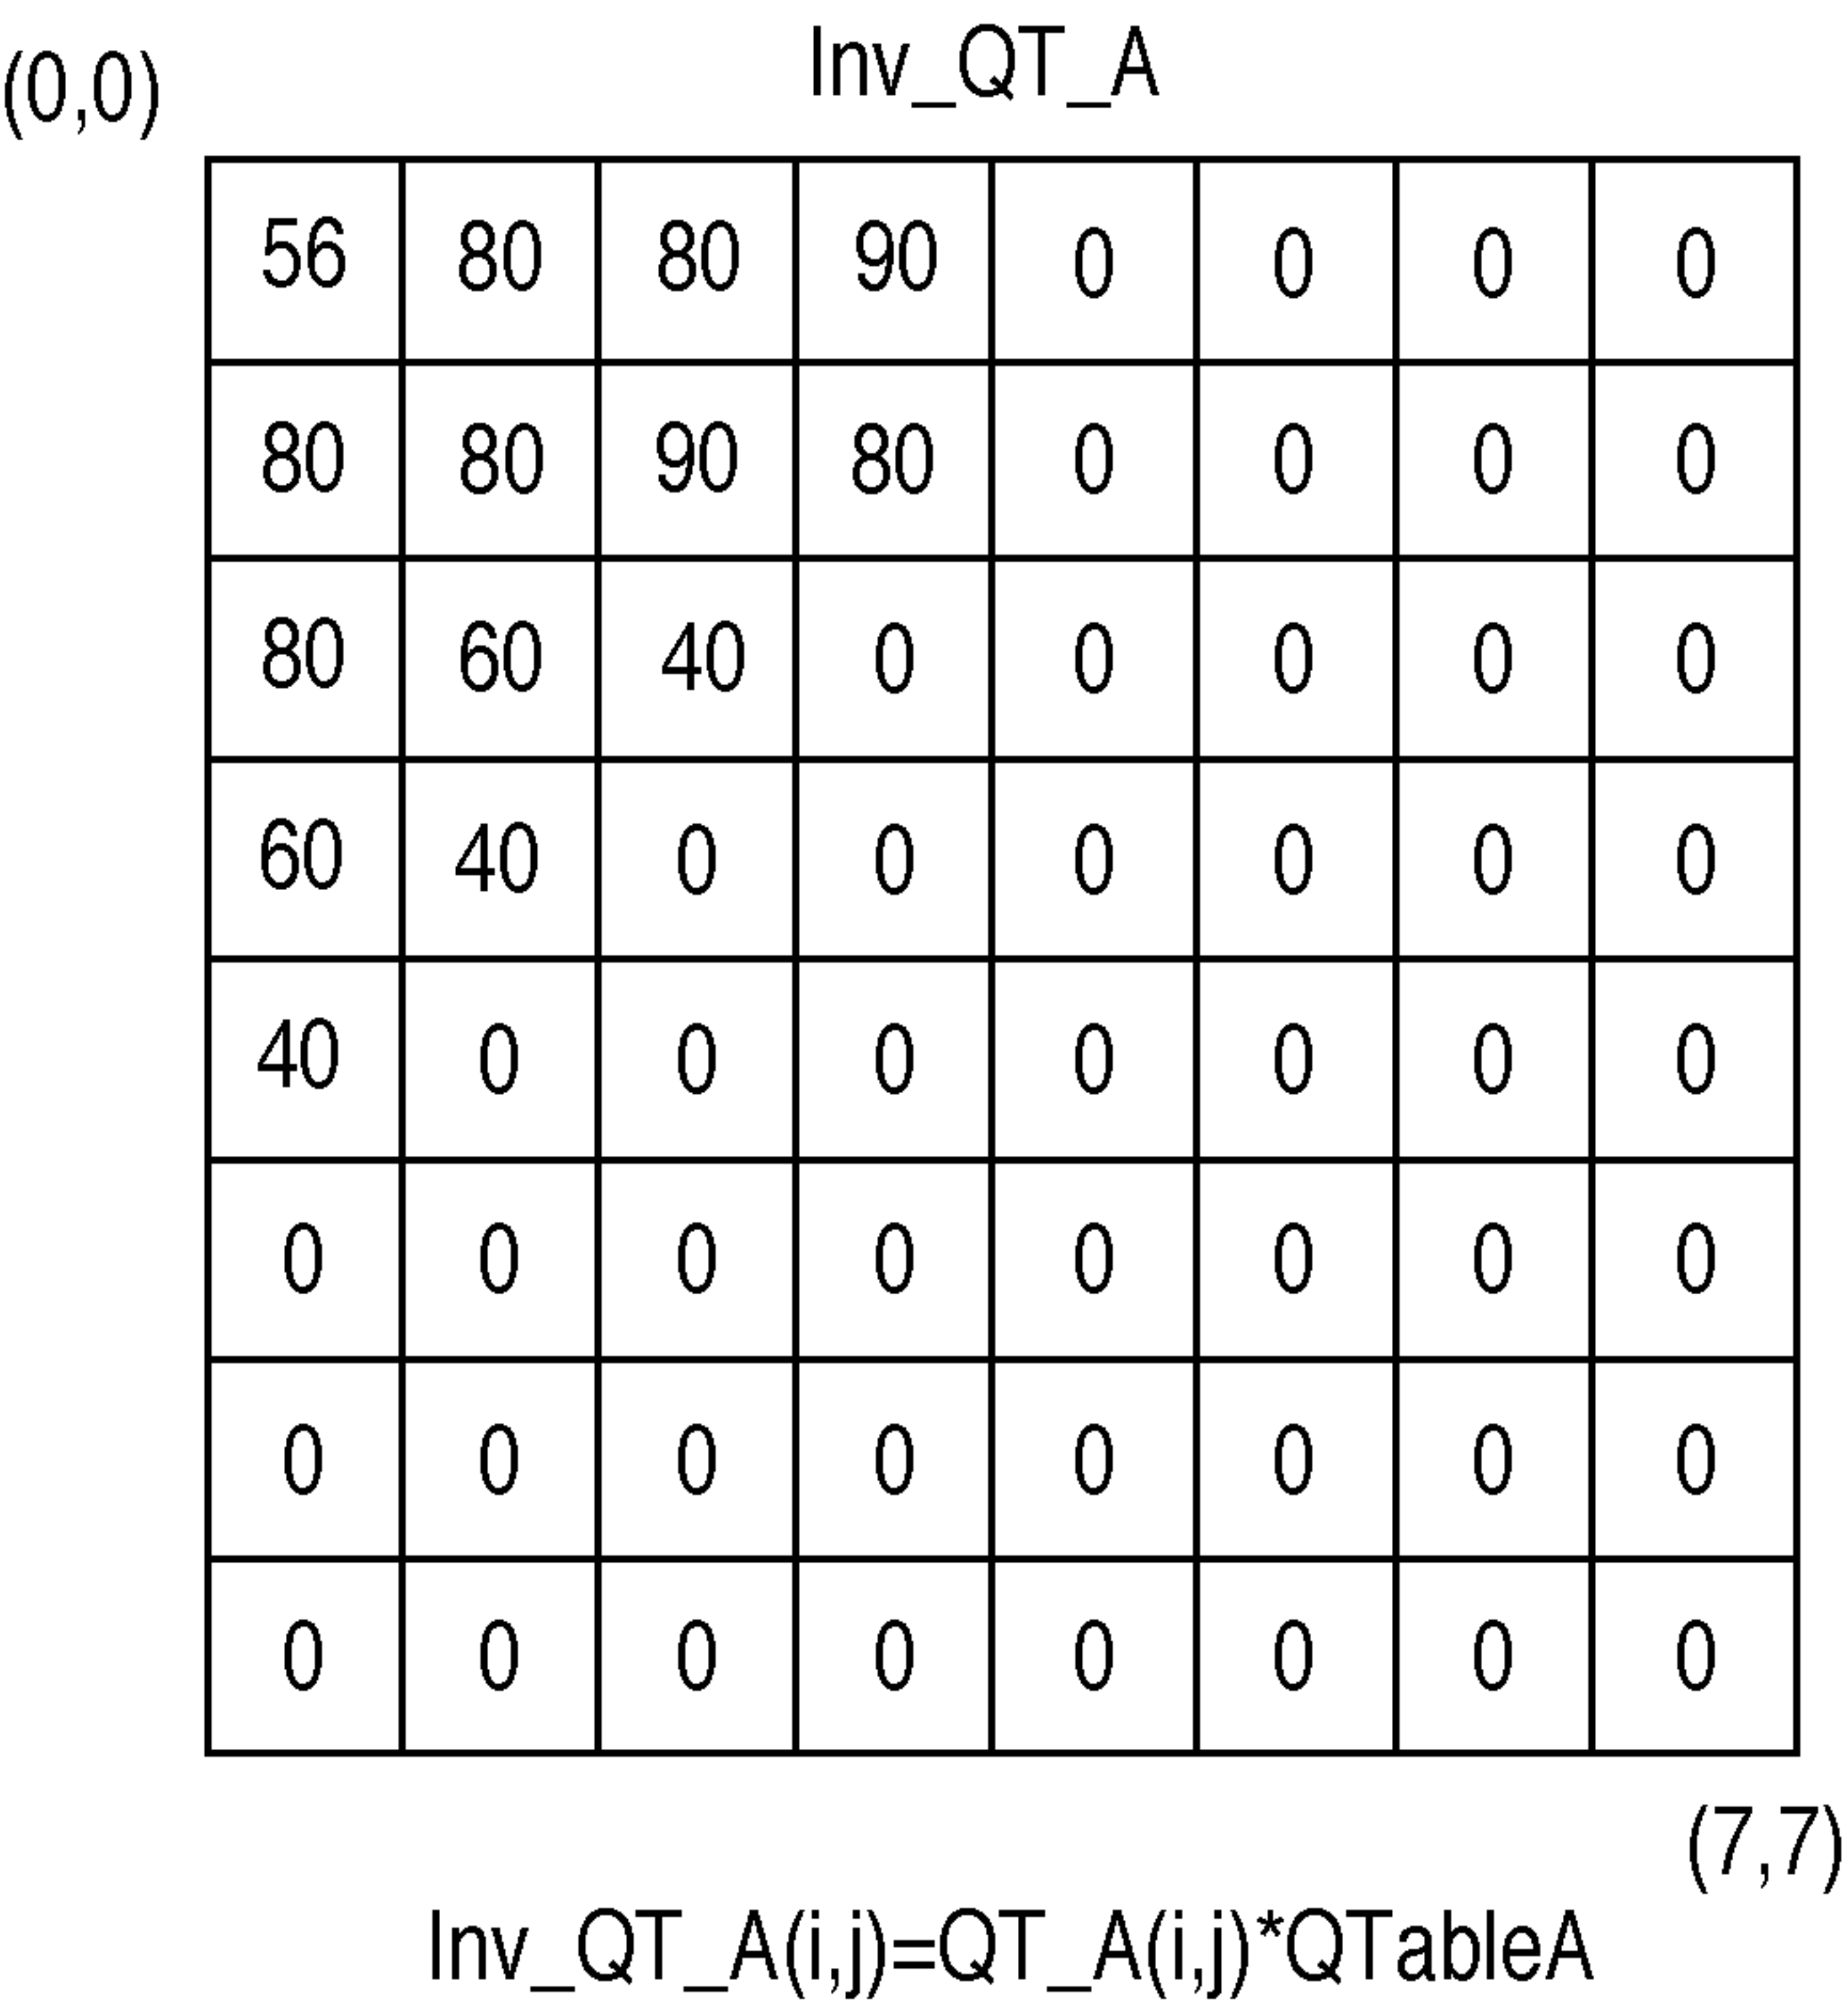 Inv_QT_A
(0,0)
56 80 80 90 0 0 0 0
80 80 90 80 0 0 0 0
80 60 40 0 0 0 0 0
60 40 0 0 0 0 0 0
40 0 0 0 0 0 0 0
0 0 0 0 0 0 0 0
0 0 0 0 0 0 0 0
0 0 0 0 0 0 0 0
(7,7)
Inv_QT_A(i,j)=QT_A(i,j)*QTableA